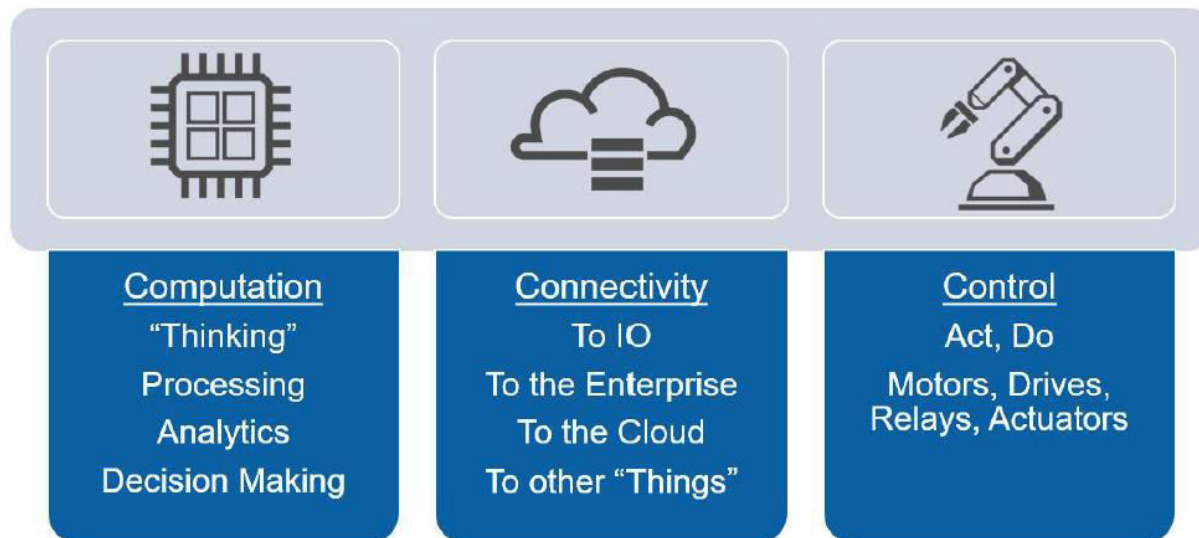 Computation
“Thinking”
Processing
Analytics
Decision Making
Connectivity
To IO
To the Enterprise
To the Cloud
To other “Things”
Control
Act, Do
Motors, Drives,
Relays, Actuators